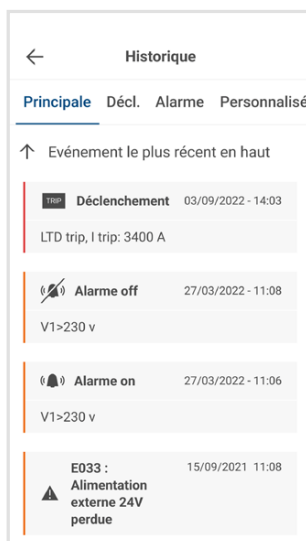 Historique
Principale Décl. Alarme Personnalisé
Evénement le plus récent en haut
TRIP Déclenchement 03/09/2022 - 14:03
LTD trip, I trip: 3400 A
Alarme off 27/03/2022 - 11:08
V1>230 v
Alarme on 27/03/2022 - 11:06
V1>230 v
E033 : 15/09/2021 11:08
Alimentation
externe 24V
perdue